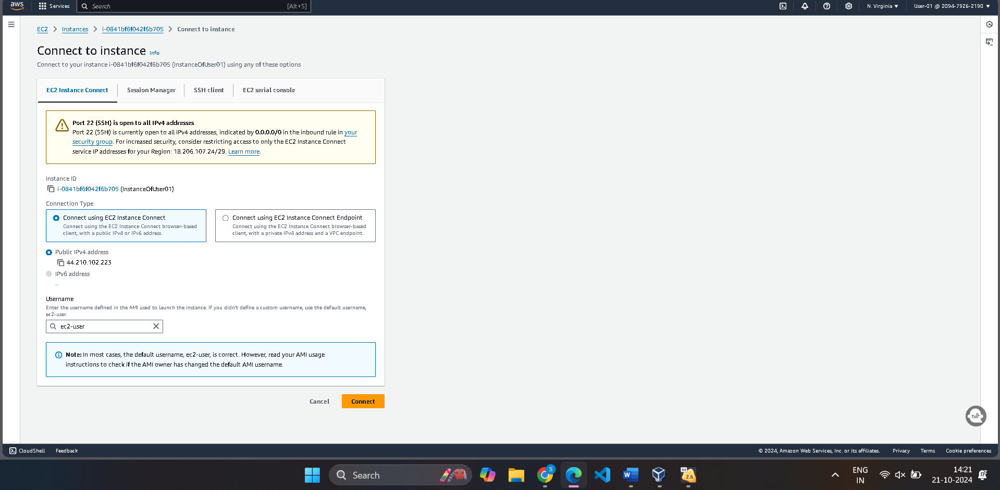 aws
Services
Search
[Alt+S]
N. Virginia
User-01 @ 2094-7926-2190
EC2 > Instances > i-0841bf6f042f6b705 > Connect to instance
Connect to instance Info
Connect to your instance i-0841bf6f042f6b705 (InstanceOfUser01) using any of these options
EC2 Instance Connect
Session Manager
SSH client
EC2 serial console
Port 22 (SSH) is open to all IPv4 addresses
Port 22 (SSH) is currently open to all IPv4 addresses, indicated by 0.0.0.0/0 in the inbound rule in your
security group. For increased security, consider restricting access to only the EC2 Instance Connect
service IP addresses for your Region: 18.206.107.24/29. Learn more.
Instance ID
i-0841bf6f042f6b705 (InstanceOfUser01)
Connection Type
Connect using EC2 Instance Connect
Connect using the EC2 Instance Connect browser-based
client, with a public IPv4 or IPv6 address.
Connect using EC2 Instance Connect Endpoint
Connect using the EC2 Instance Connect browser-based
client, with a private IPv4 address and a VPC endpoint.
Public IPv4 address
44.210.102.223
IPv6 address
–
Username
Enter the username defined in the AMI used to launch the instance. If you didn't define a custom username, use the default username,
ec2-user.
ec2-user
Note: In most cases, the default username, ec2-user, is correct. However, read your AMI usage
instructions to check if the AMI owner has changed the default AMI username.
Cancel
Connect
tw
CloudShell
Feedback
© 2024, Amazon Web Services, Inc. or its affiliates.
Privacy
Terms
Cookie preferences
Search
S
W
64
2.6
ENG
IN
14:21
21-10-2024